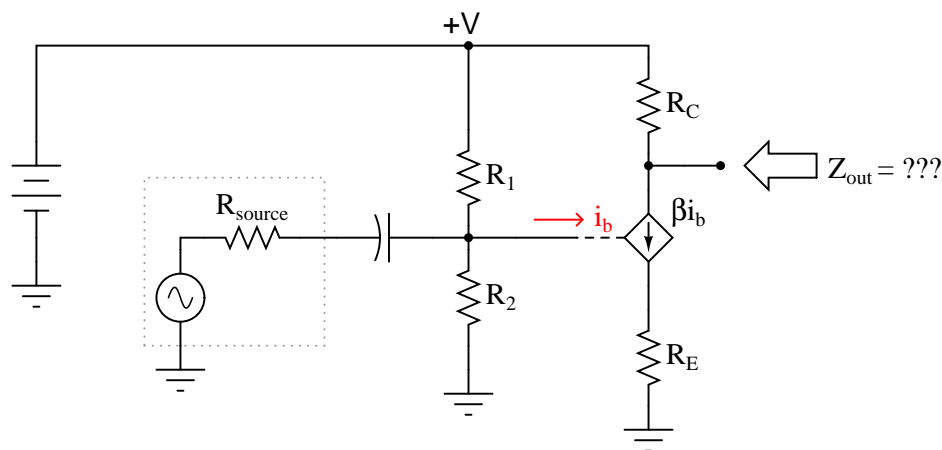 +V
R_C
Z_out = ???
R_1
R_source
i_b
βi_b
R_2
R_E